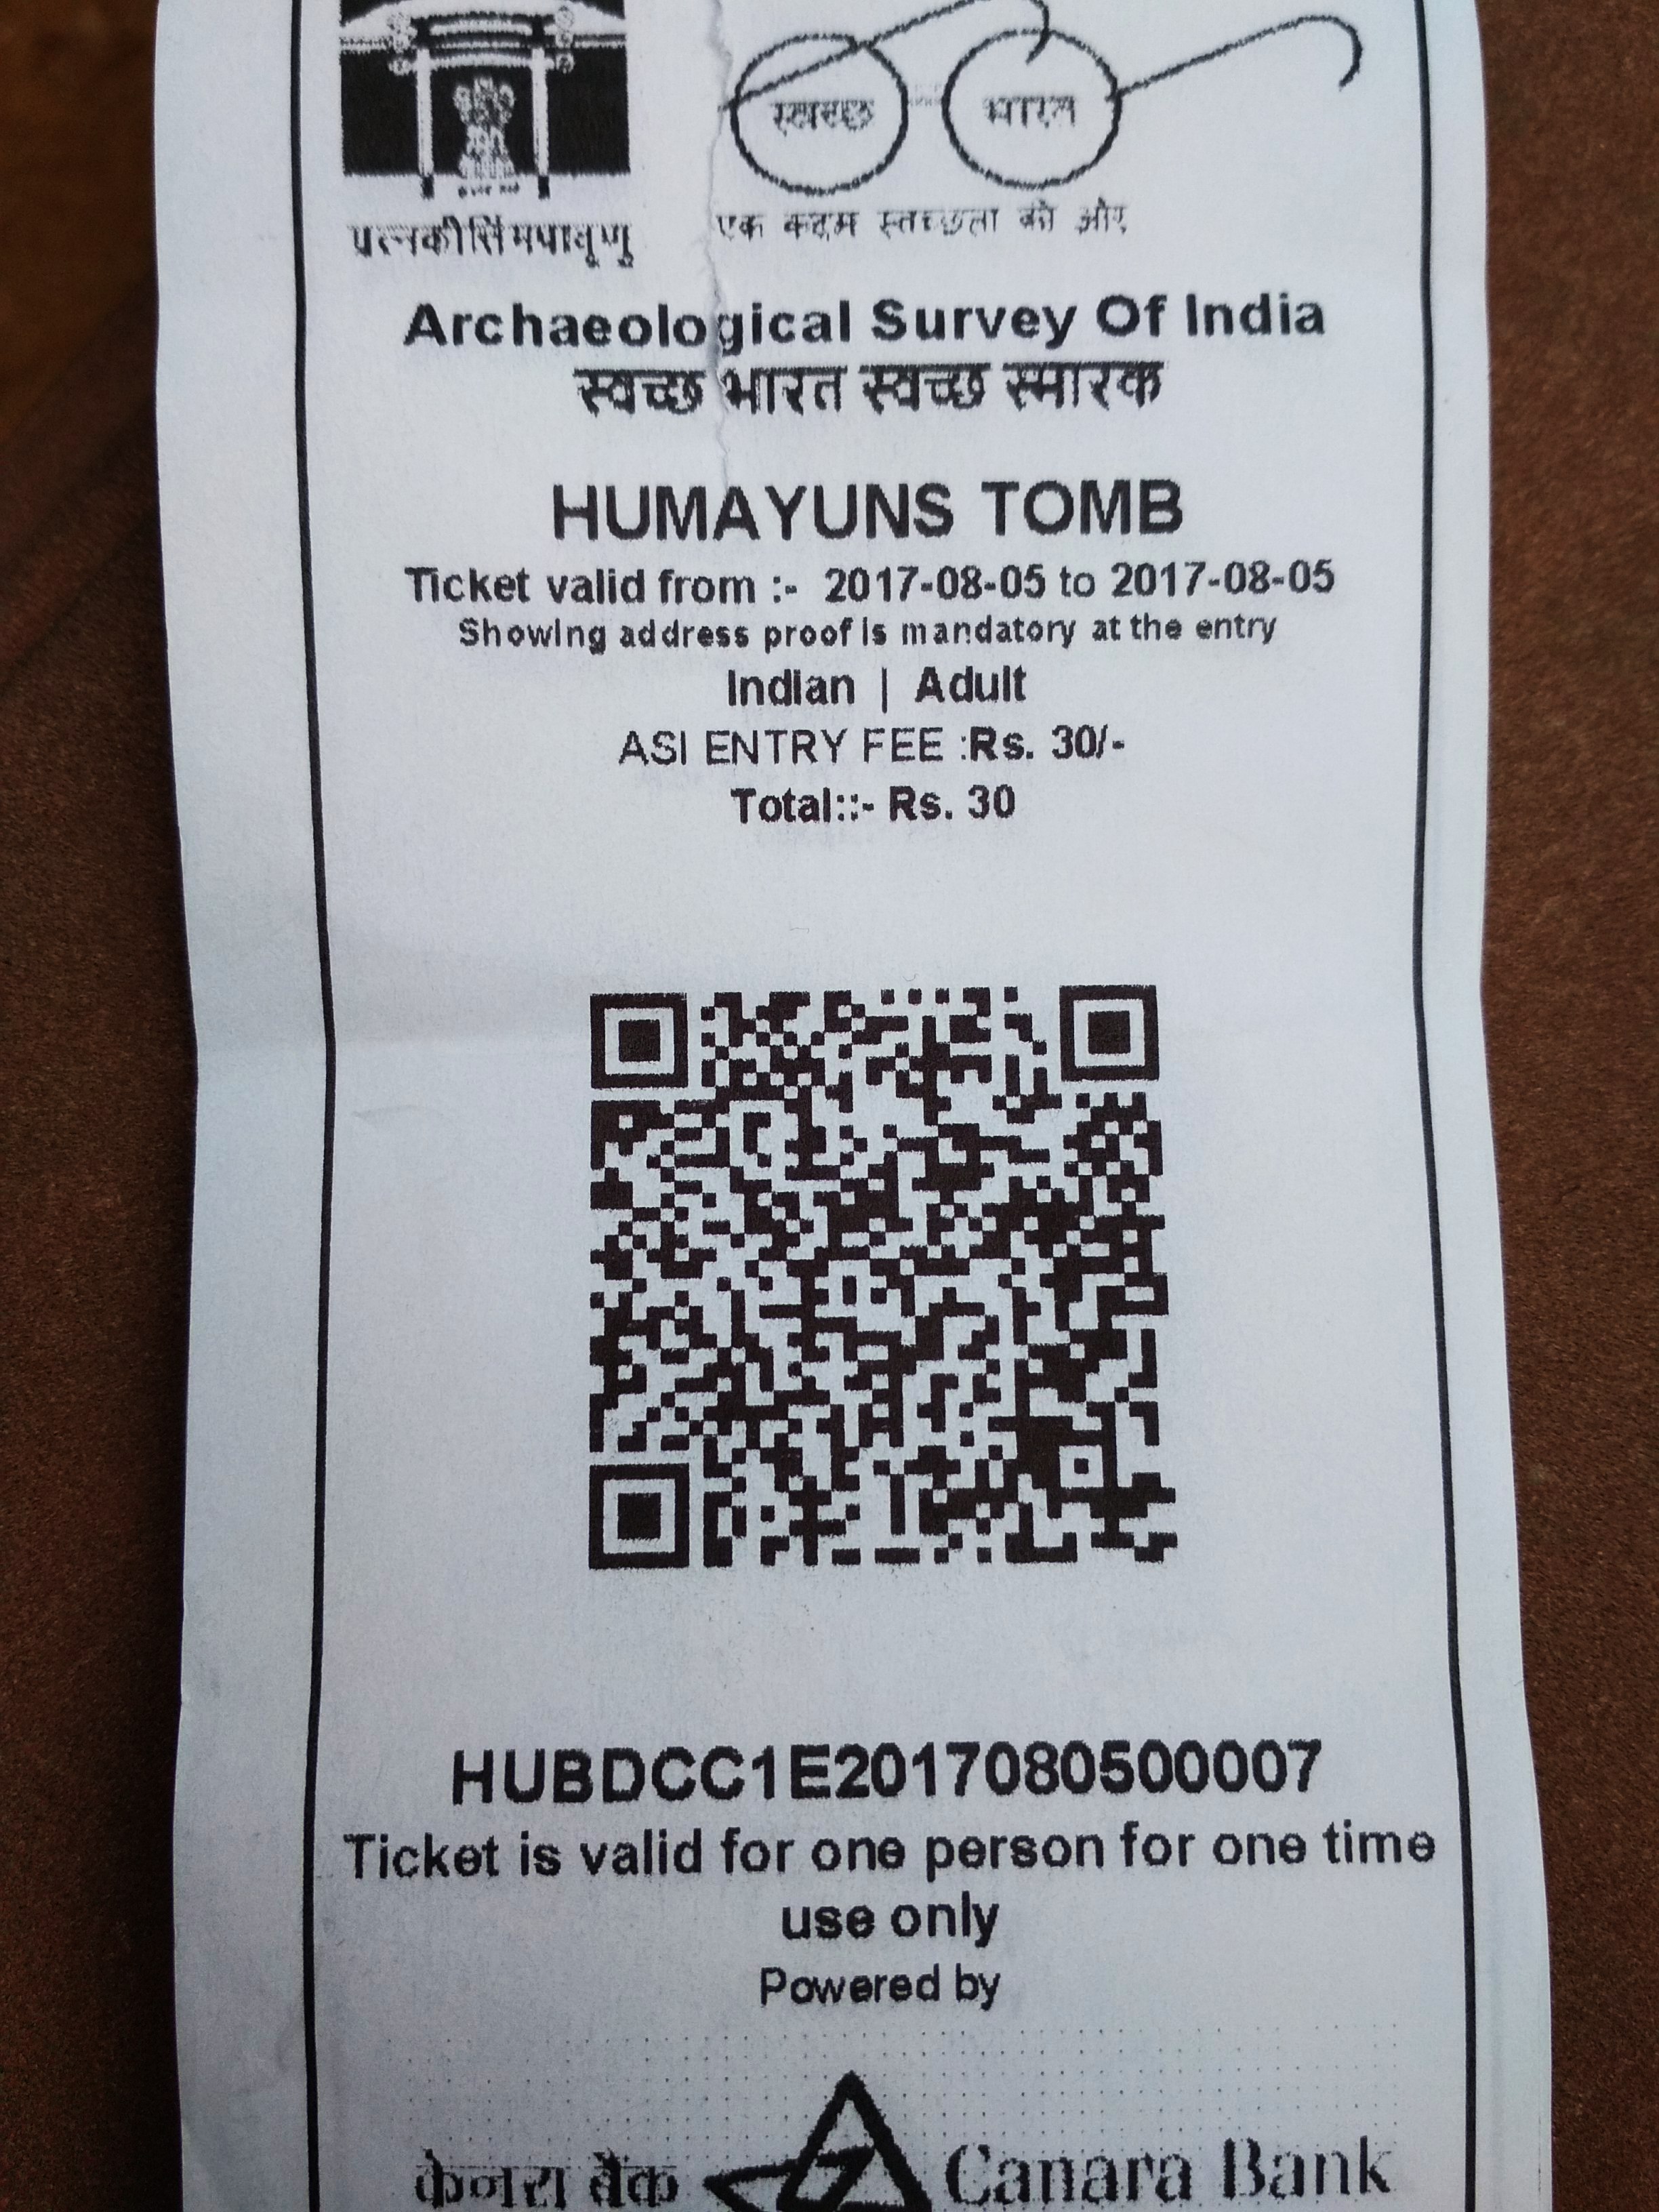 स्वच्छ भारत
प्रत्नकीर्तिमपावृणु
एक कदम स्वच्छता की ओर
Archaeological Survey Of India
स्वच्छ भारत स्वच्छ स्मारक
HUMAYUNS TOMB
Ticket valid from :- 2017-08-05 to 2017-08-05
Showing address proof is mandatory at the entry
Indian | Adult
ASI ENTRY FEE :Rs. 30/-
Total::- Rs. 30
HUBDCC1E2017080500007
Ticket is valid for one person for one time
use only
Powered by
केनरा बैंक Canara Bank